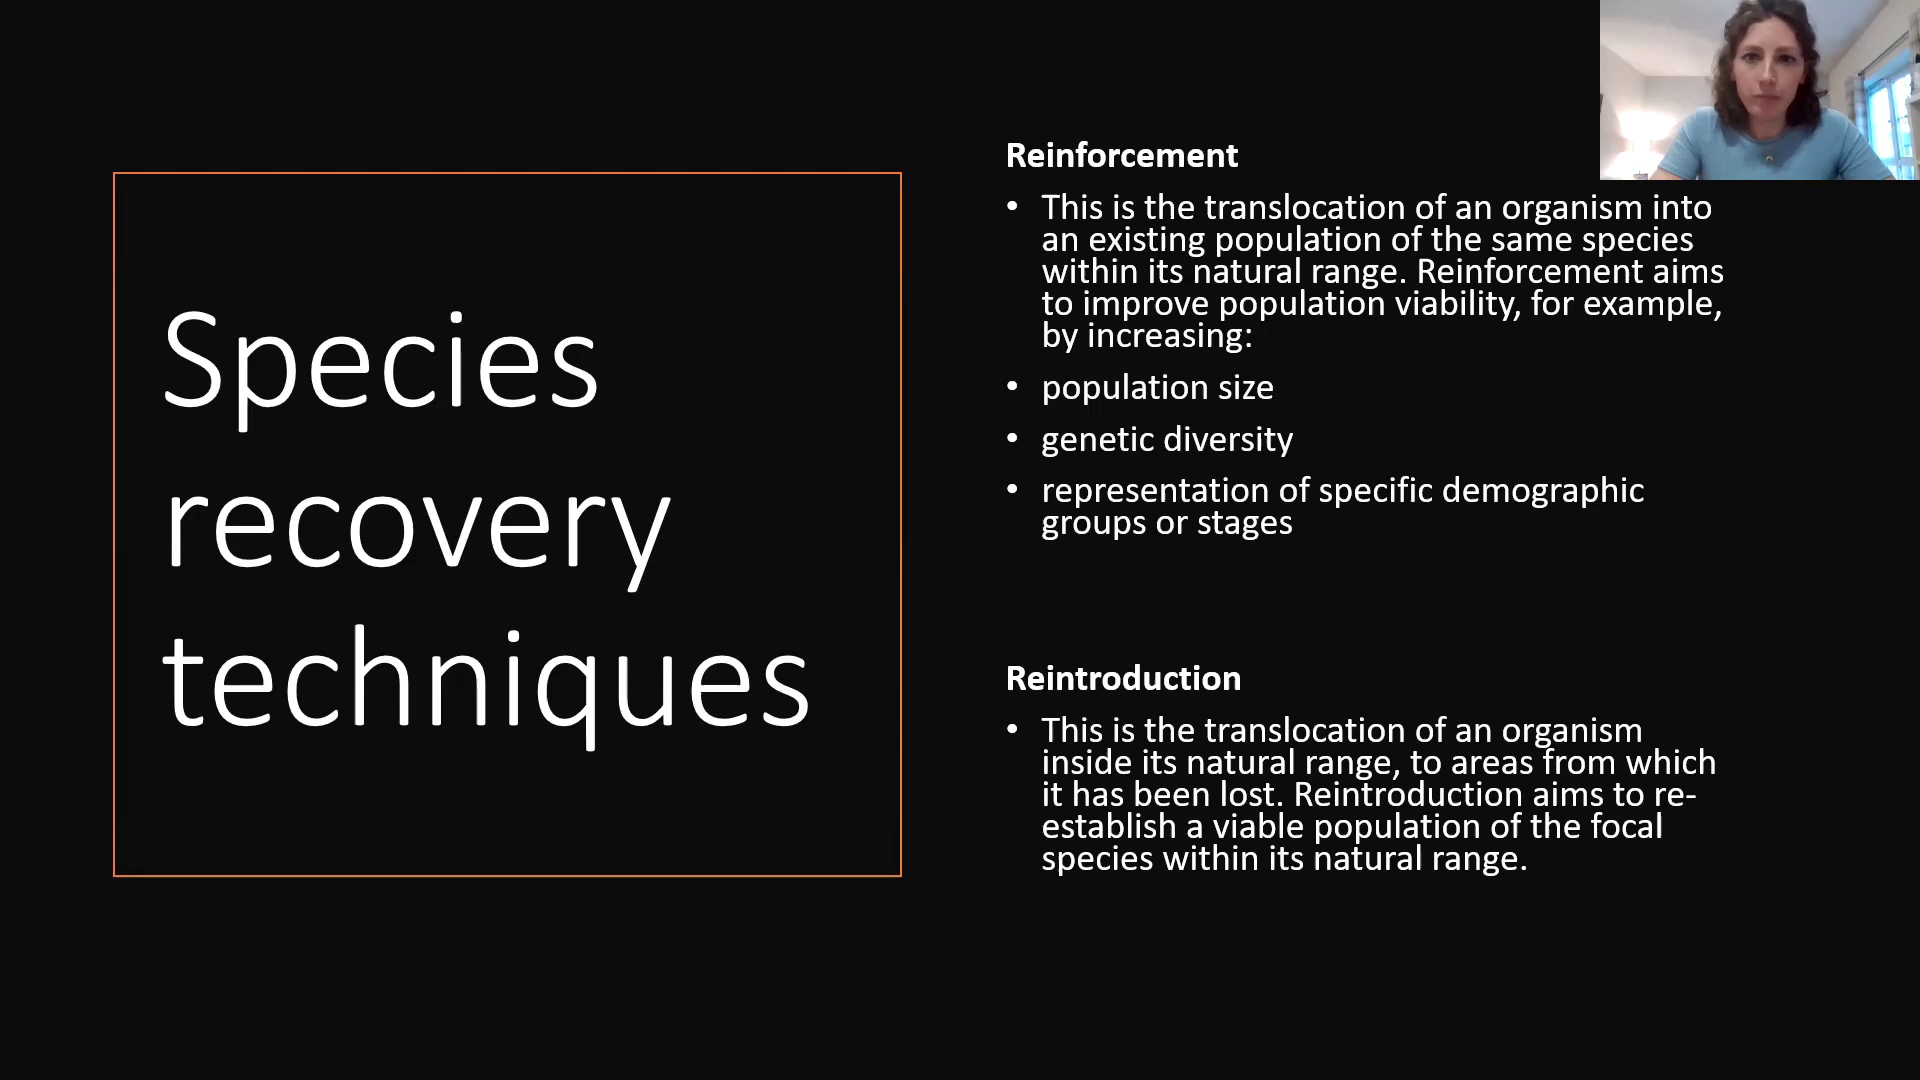 Species
recovery
techniques
Reinforcement
• This is the translocation of an organism into
an existing population of the same species
within its natural range. Reinforcement aims
to improve population viability, for example,
by increasing:
• population size
• genetic diversity
• representation of specific demographic
groups or stages
Reintroduction
• This is the translocation of an organism
inside its natural range, to areas from which
it has been lost. Reintroduction aims to re-
establish a viable population of the focal
species within its natural range.